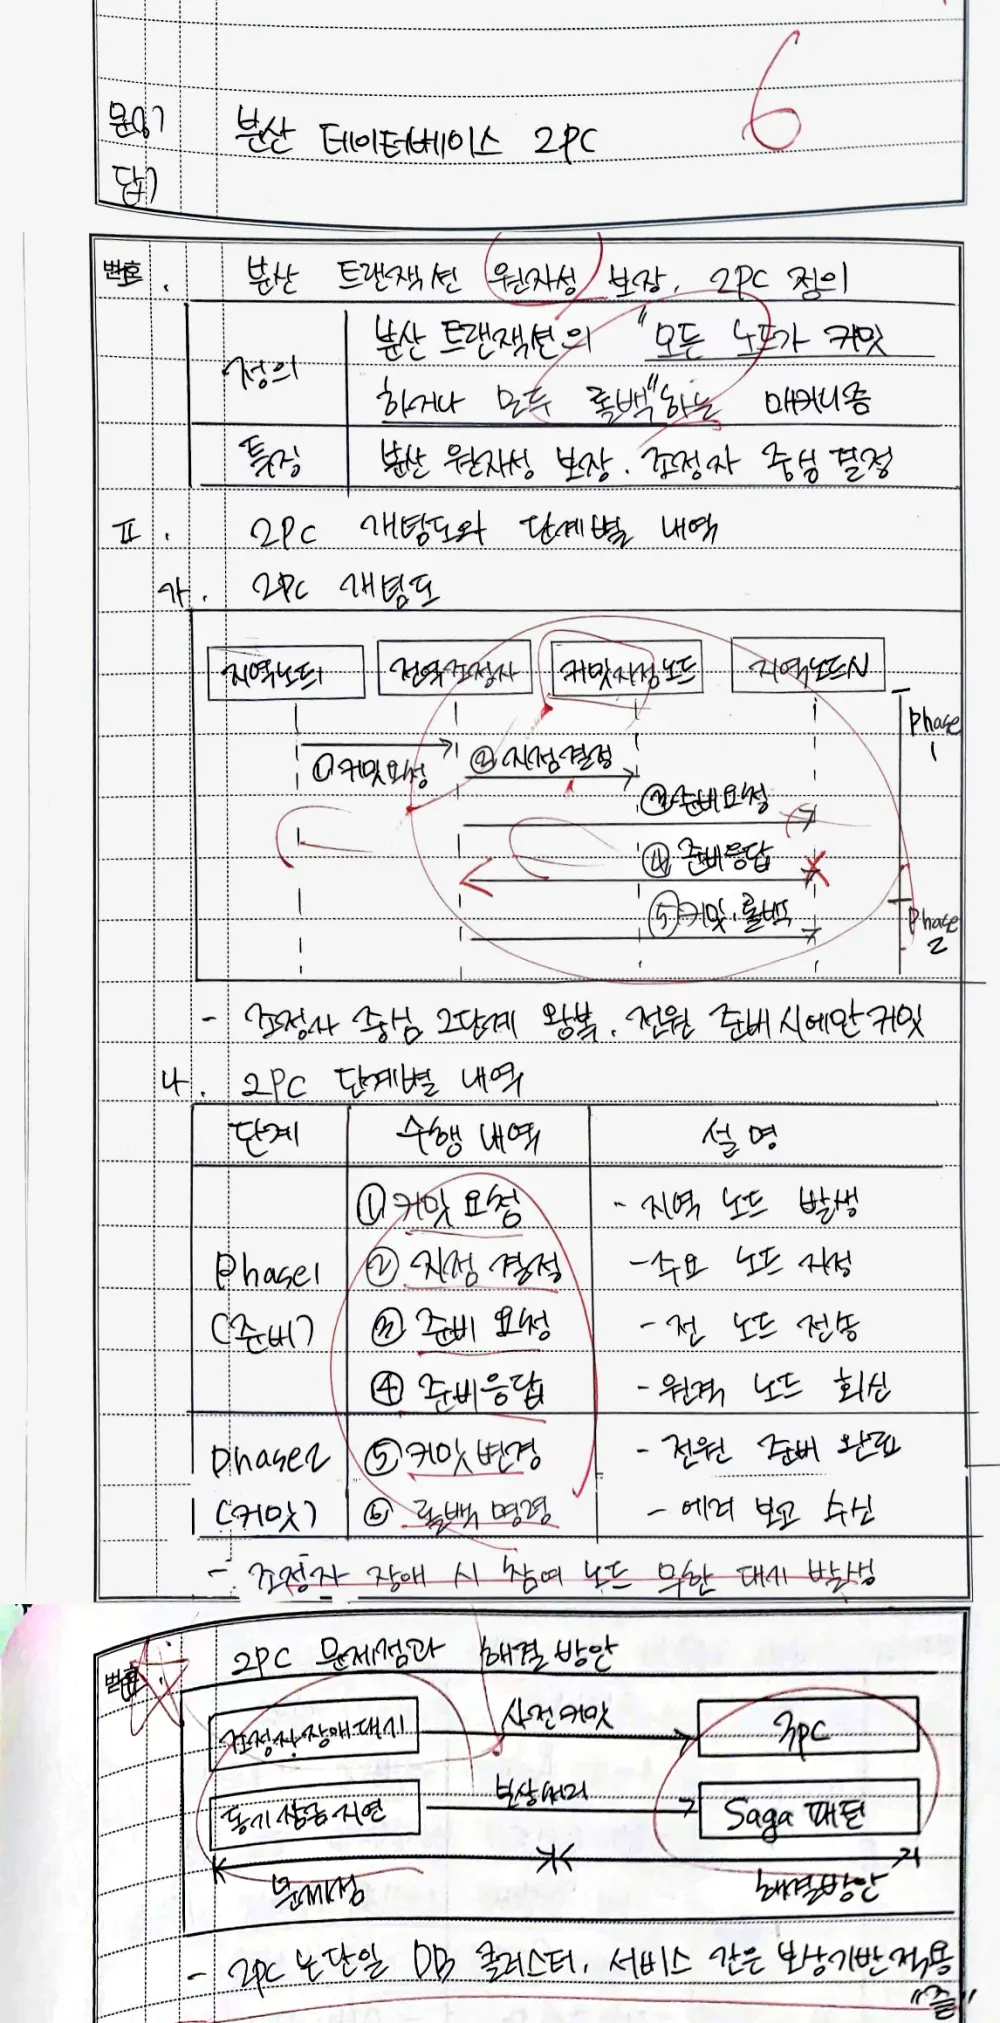 문9)
분산 데이터베이스 2PC
6
답)
번호 . 분산 트랜잭션 원자성 보장, 2PC 정의
정의
분산 트랜잭션의 "모든 노드가 커밋
하거나 모두 롤백"하는 매커니즘
특징
분산 원자성 보장, 조정자 중심 결정
II . 2PC 개념도와 단계별 내역
가 . 2PC 개념도
지역노드1 전역조정자 커밋지정노드 지역노드N
Phase 1
①커밋요청 ②지정결정
③준비요청
④준비응답
⑤커밋, 롤백
Phase 2
- 조정자 중심 2단계 왕복, 전원 준비시에만 커밋
나 . 2PC 단계별 내역
단계 수행 내역 설명
Phase1 (준비)
①커밋 요청 - 지역 노드 발생
②지정 결정 - 주요 노드 지정
③준비 요청 - 전 노드 전송
④준비응답 - 원격 노드 회신
Phase2 (커밋)
⑤커밋변경 - 전원 준비 완료
⑥롤백 명령 - 에러 보고 수신
- 조정자 장애 시 참여 노드 무한 대기 발생
번호 . 2PC 문제점과 해결방안
조정자 장애대기 사전커밋 3PC
동기 잠금 지연 보상처리 Saga 패턴
문제점 해결방안
- 2PC는 단일 DB 클러스터, 서비스 간은 보상기반적용
"끝"